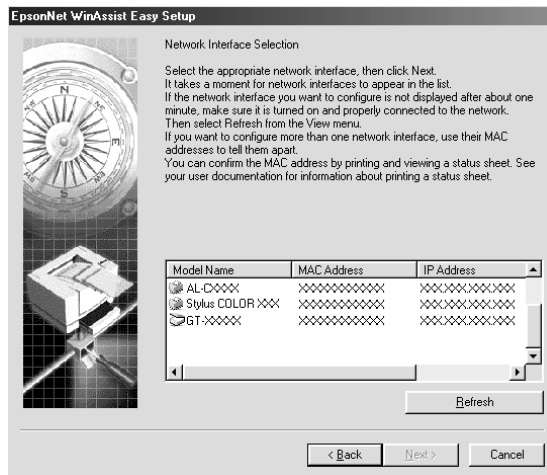 EpsonNet WinAssist Easy Setup
Network Interface Selection
Select the appropriate network interface, then click Next.
It takes a moment for network interfaces to appear in the list.
If the network interface you want to configure is not displayed after about one
minute, make sure it is turned on and properly connected to the network.
Then select Refresh from the View menu.
If you want to configure more than one network interface, use their MAC
addresses to tell them apart.
You can confirm the MAC address by printing and viewing a status sheet. See
your user documentation for information about printing a status sheet.
Model Name MAC Address IP Address
AL-CXXXX XXXXXXXXXXXX XXX.XXX.XXX.XXX
Stylus COLOR XXX XXXXXXXXXXXX XXX.XXX.XXX.XXX
GT-XXXXX XXXXXXXXXXXX XXX.XXX.XXX.XXX
Refresh
< Back Next > Cancel